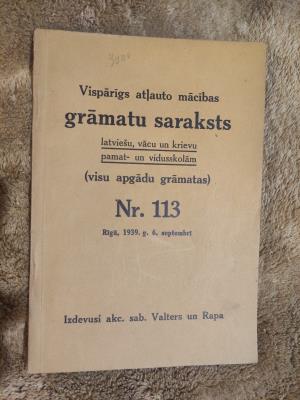 Vispārīgs atļauto mācības
grāmatu saraksts
latviešu, vācu un krievu
pamat- un vidusskolām
(visu apgādu grāmatas)
Nr. 113
Rīgā, 1939. g. 6. septembrī
Izdevusi akc. sab. Valters un Rapa